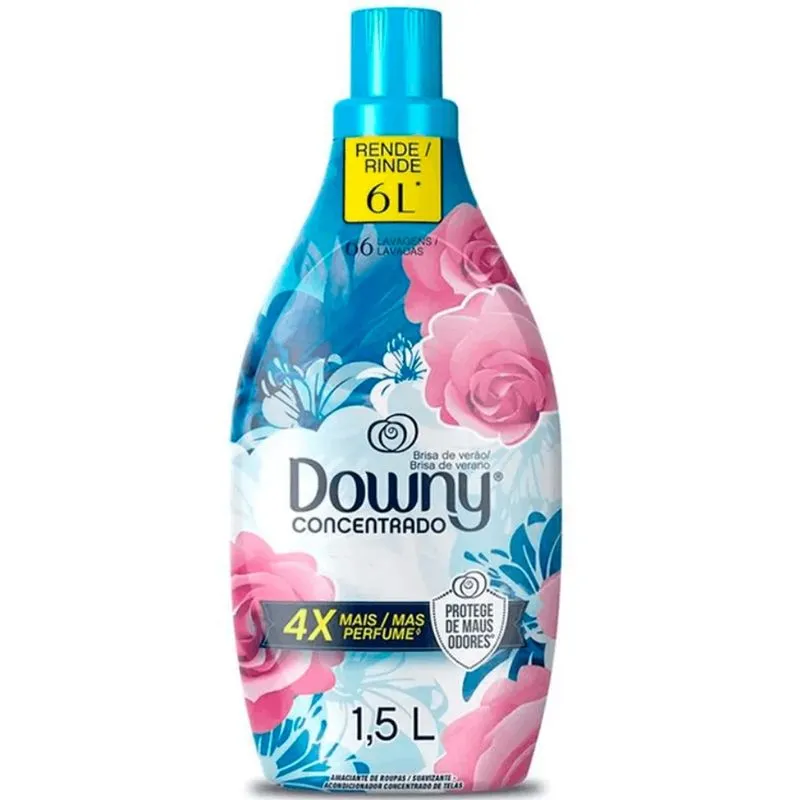 RENDE /
RINDE
6L*
66 LAVAGENS /
LAVADAS
Brisa de verão/
Brisa de verano
Downy®
CONCENTRADO
4X MAIS / MAS
PERFUME◊
PROTEGE
DE MAUS
ODORES◊
1,5 L
AMACIANTE DE ROUPAS / SUAVIZANTE -
ACONDICIONADOR CONCENTRADO DE TELAS